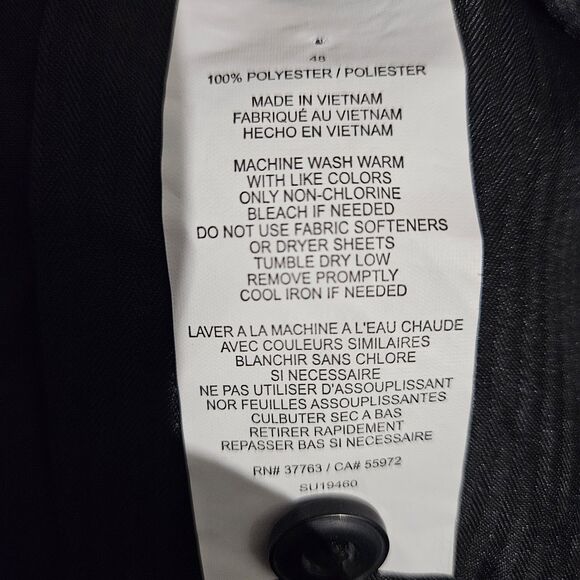 48
100% POLYESTER / POLIESTER
MADE IN VIETNAM
FABRIQUÉ AU VIETNAM
HECHO EN VIETNAM
MACHINE WASH WARM
WITH LIKE COLORS
ONLY NON-CHLORINE
BLEACH IF NEEDED
DO NOT USE FABRIC SOFTENERS
OR DRYER SHEETS
TUMBLE DRY LOW
REMOVE PROMPTLY
COOL IRON IF NEEDED
LAVER A LA MACHINE A L'EAU CHAUDE
AVEC COULEURS SIMILAIRES
BLANCHIR SANS CHLORE
SI NECESSAIRE
NE PAS UTILISER D'ASSOUPLISSANT
NOR FEUILLES ASSOUPLISSANTES
CULBUTER SEC A BAS
RETIRER RAPIDEMENT
REPASSER BAS SI NECESSAIRE
RN# 37763 / CA# 55972
SU19460